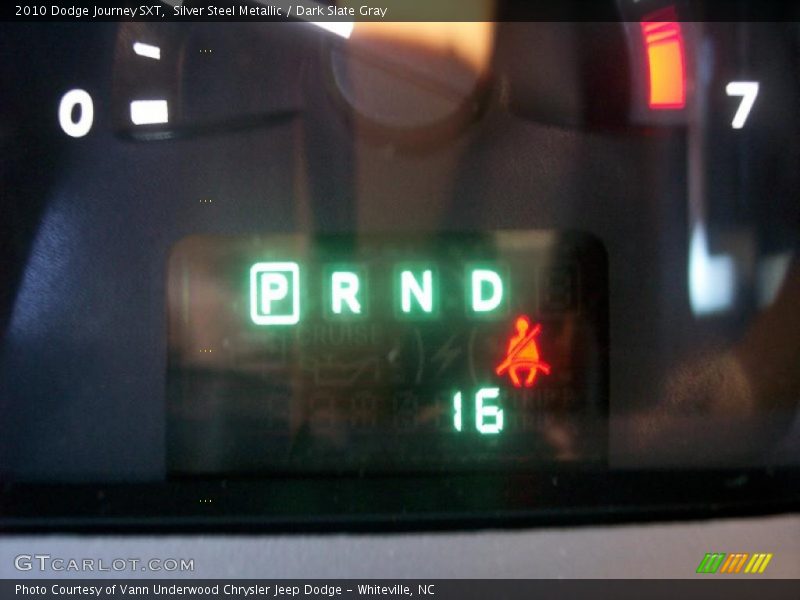 2010 Dodge Journey SXT,  Silver Steel Metallic / Dark Slate Gray
0
7
P R N D
CRUISE
16
GTCARLOT.COM
Photo Courtesy of Vann Underwood Chrysler Jeep Dodge - Whiteville, NC